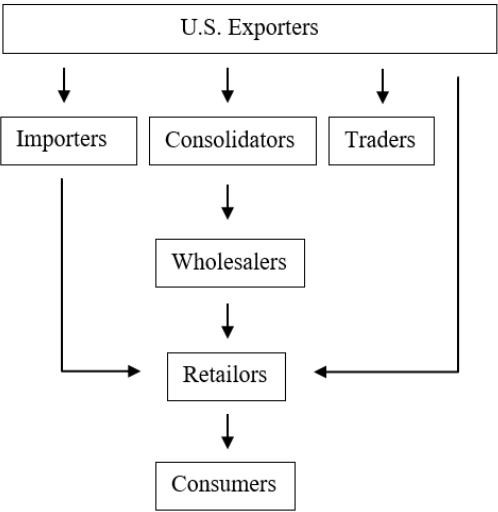 U.S. Exporters
Importers
Consolidators
Traders
Wholesalers
Retailors
Consumers